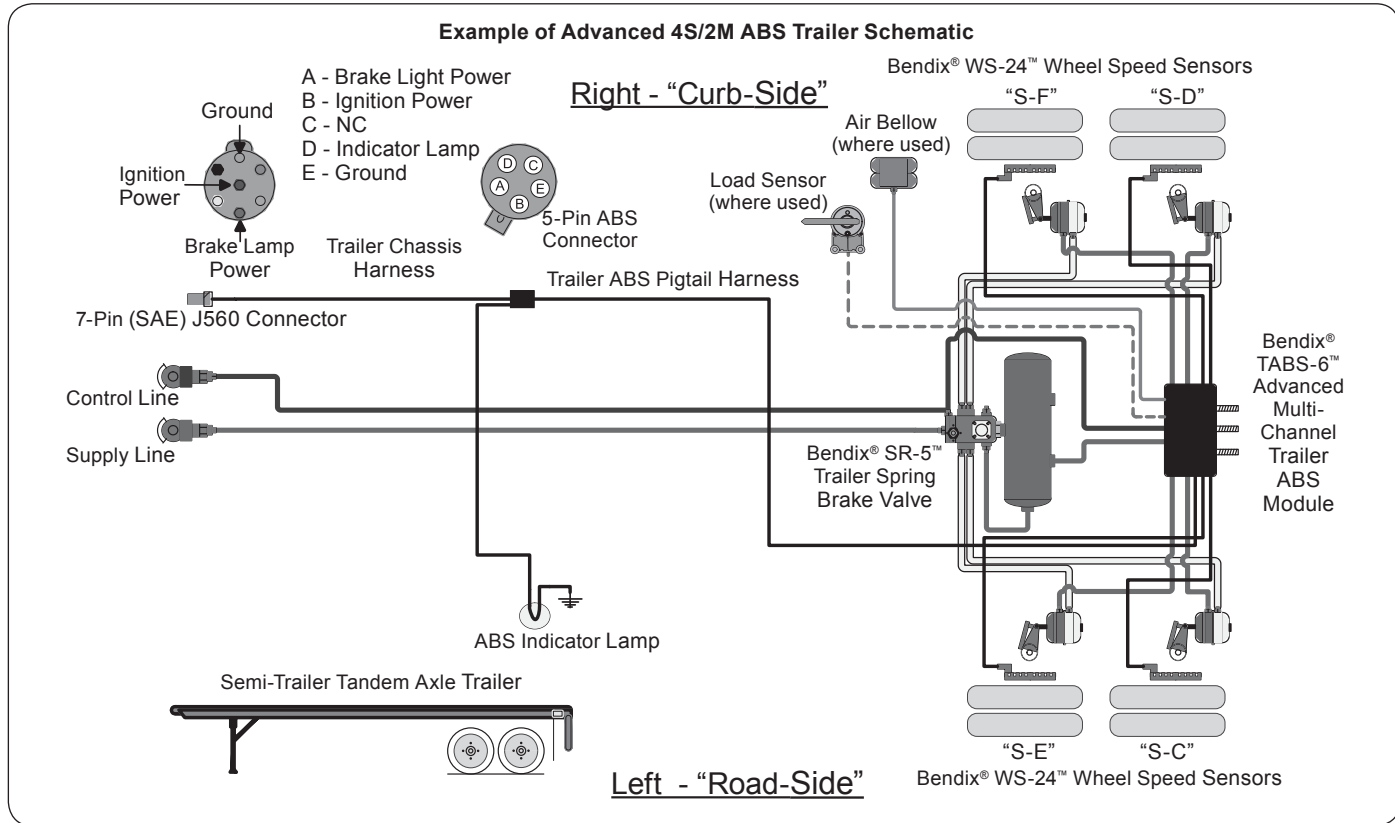 Example of Advanced 4S/2M ABS Trailer Schematic
A - Brake Light Power
B - Ignition Power
C - NC
D - Indicator Lamp
E - Ground
Right - “Curb-Side”
Bendix® WS-24™ Wheel Speed Sensors
“S-F”
“S-D”
Ground
Ignition
Power
Brake Lamp
Power
D
C
A
E
B
5-Pin ABS
Connector
Air Bellow
(where used)
Load Sensor
(where used)
Trailer Chassis
Harness
Trailer ABS Pigtail Harness
7-Pin (SAE) J560 Connector
Control Line
Supply Line
Bendix® SR-5™
Trailer Spring
Brake Valve
Bendix®
TABS-6™
Advanced
Multi-
Channel
Trailer
ABS
Module
ABS Indicator Lamp
Semi-Trailer Tandem Axle Trailer
“S-E”
“S-C”
Bendix® WS-24™ Wheel Speed Sensors
Left - “Road-Side”